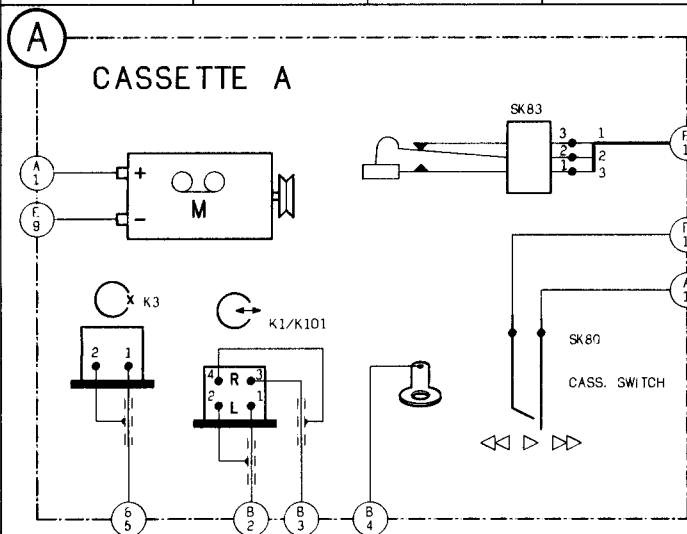 A
CASSETTE A
SK83
3 1
2 2
1 3
A
1
+
M
-
9
K3
K1/K101
2 1
4 R 3
2 L 1
SK80
CASS. SWITCH
5
B
2
B
3
B
4